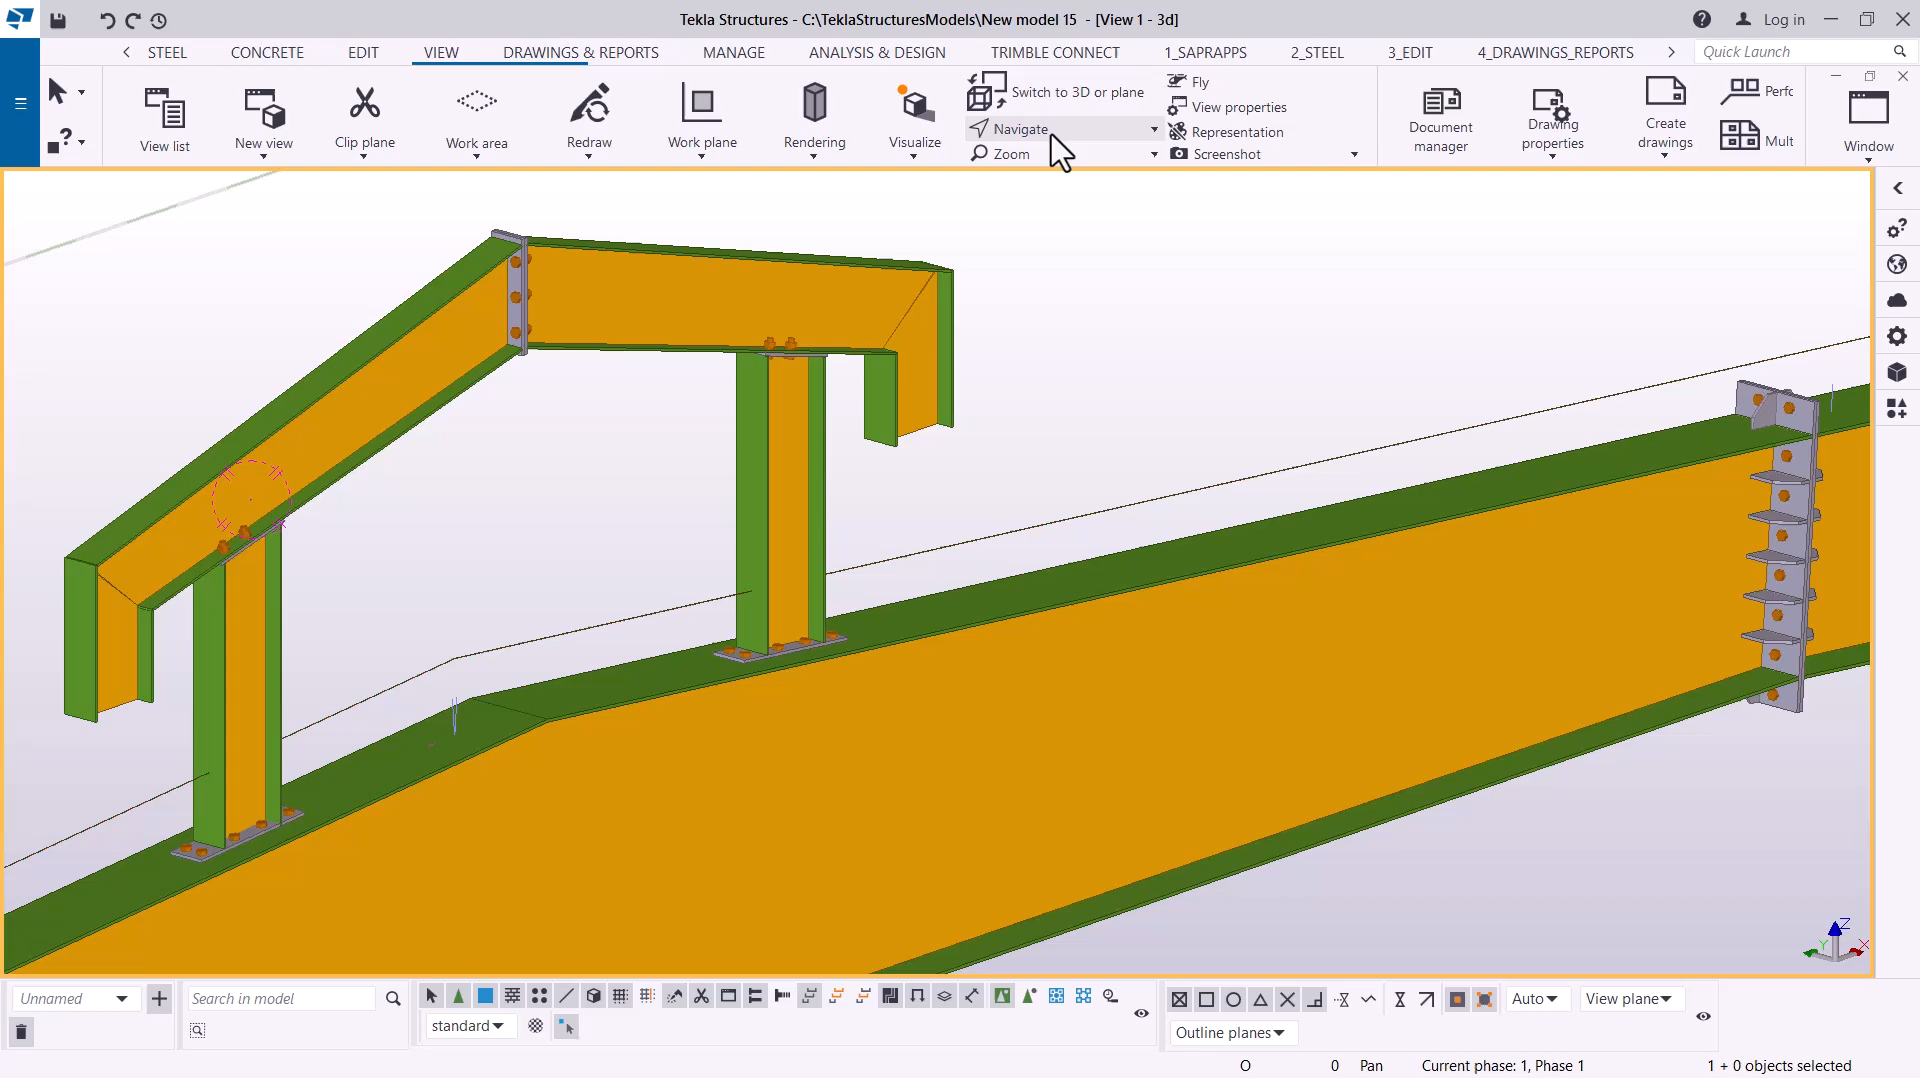 Tekla Structures - C:\TeklaStructuresModels\New model 15 - [View 1 - 3d]
Log in
STEEL CONCRETE EDIT VIEW DRAWINGS & REPORTS MANAGE ANALYSIS & DESIGN TRIMBLE CONNECT 1_SAPRAPPS 2_STEEL 3_EDIT 4_DRAWINGS_REPORTS
Quick Launch
View list
New view
Clip plane
Work area
Redraw
Work plane
Rendering
Visualize
Switch to 3D or plane
Navigate
Zoom
Fly
View properties
Representation
Screenshot
Document
manager
Drawing
properties
Create
drawings
Perfc
Mult
Window
Z
Y
X
Unnamed
Search in model
standard
Auto
View plane
Outline planes
O
0
Pan
Current phase: 1, Phase 1
1 + 0 objects selected